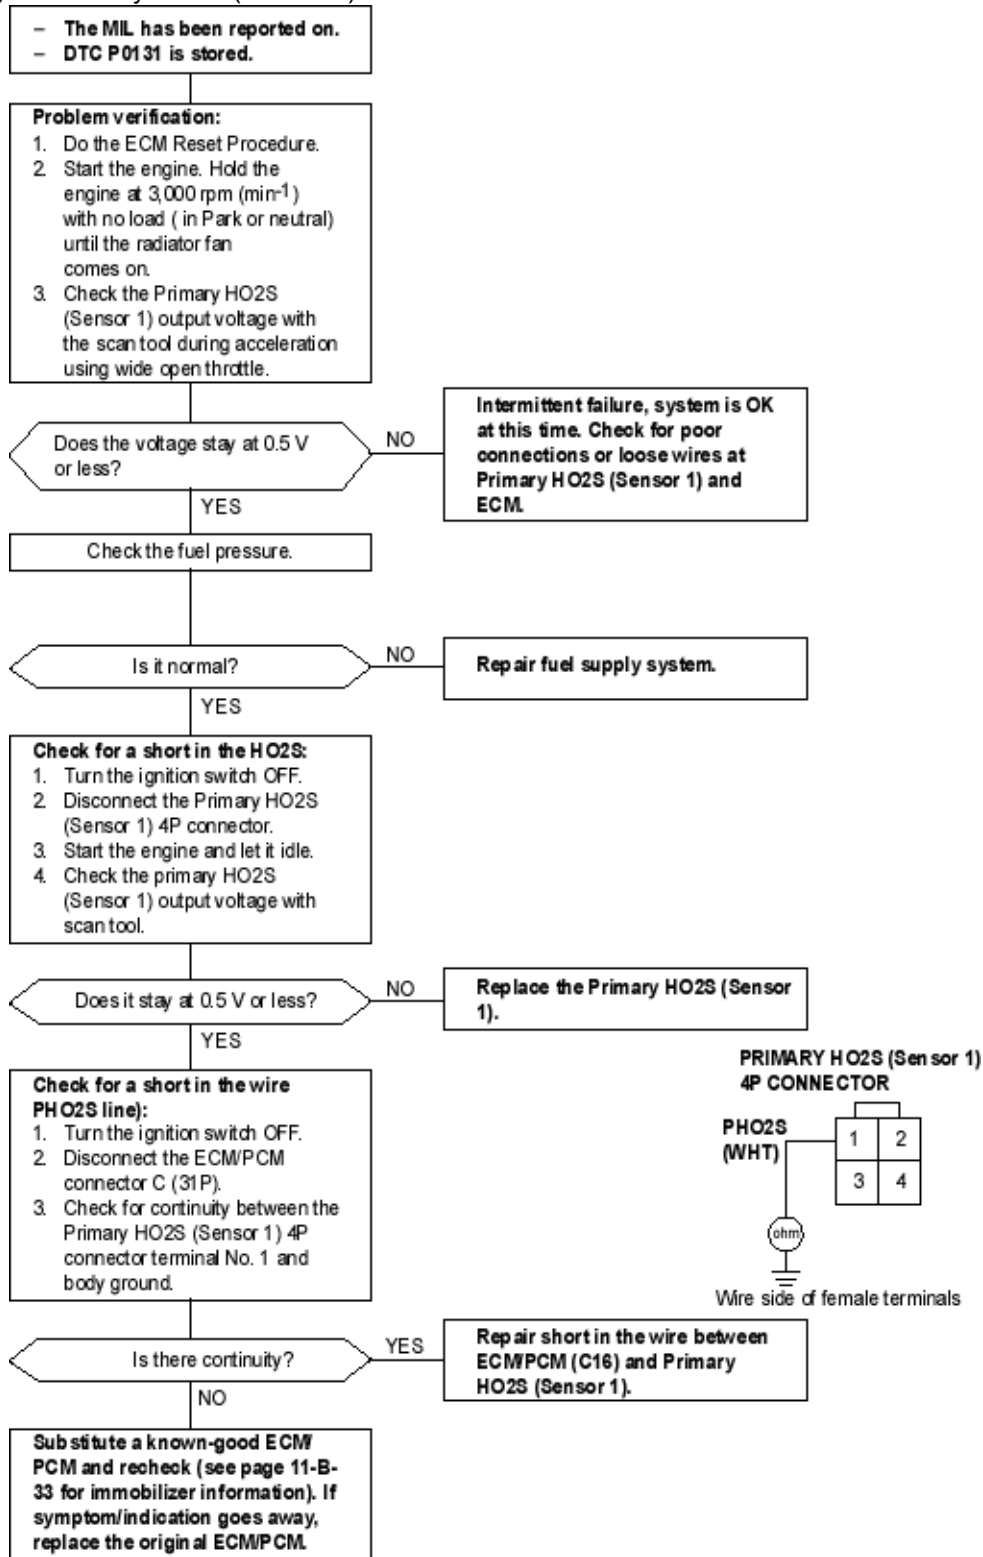 – The MIL has been reported on.
– DTC P0131 is stored.
Problem verification:
1. Do the ECM Reset Procedure.
2. Start the engine. Hold the
engine at 3,000 rpm (min-1)
with no load ( in Park or neutral)
until the radiator fan
comes on.
3. Check the Primary HO2S
(Sensor 1) output voltage with
the scan tool during acceleration
using wide open throttle.
Does the voltage stay at 0.5 V
or less?
NO
Intermittent failure, system is OK
at this time. Check for poor
connections or loose wires at
Primary HO2S (Sensor 1) and
ECM.
YES
Check the fuel pressure.
Is it normal?
NO
Repair fuel supply system.
YES
Check for a short in the HO2S:
1. Turn the ignition switch OFF.
2. Disconnect the Primary HO2S
(Sensor 1) 4P connector.
3. Start the engine and let it idle.
4. Check the primary HO2S
(Sensor 1) output voltage with
scan tool.
Does it stay at 0.5 V or less?
NO
Replace the Primary HO2S (Sensor
1).
YES
Check for a short in the wire
PHO2S line):
1. Turn the ignition switch OFF.
2. Disconnect the ECM/PCM
connector C (31P).
3. Check for continuity between the
Primary HO2S (Sensor 1) 4P
connector terminal No. 1 and
body ground.
PRIMARY HO2S (Sensor 1)
4P CONNECTOR
PHO2S
(WHT)
1 2
3 4
ohm
Wire side of female terminals
Is there continuity?
YES
Repair short in the wire between
ECM/PCM (C16) and Primary
HO2S (Sensor 1).
NO
Substitute a known-good ECM/
PCM and recheck (see page 11-B-
33 for immobilizer information). If
symptom/indication goes away,
replace the original ECM/PCM.